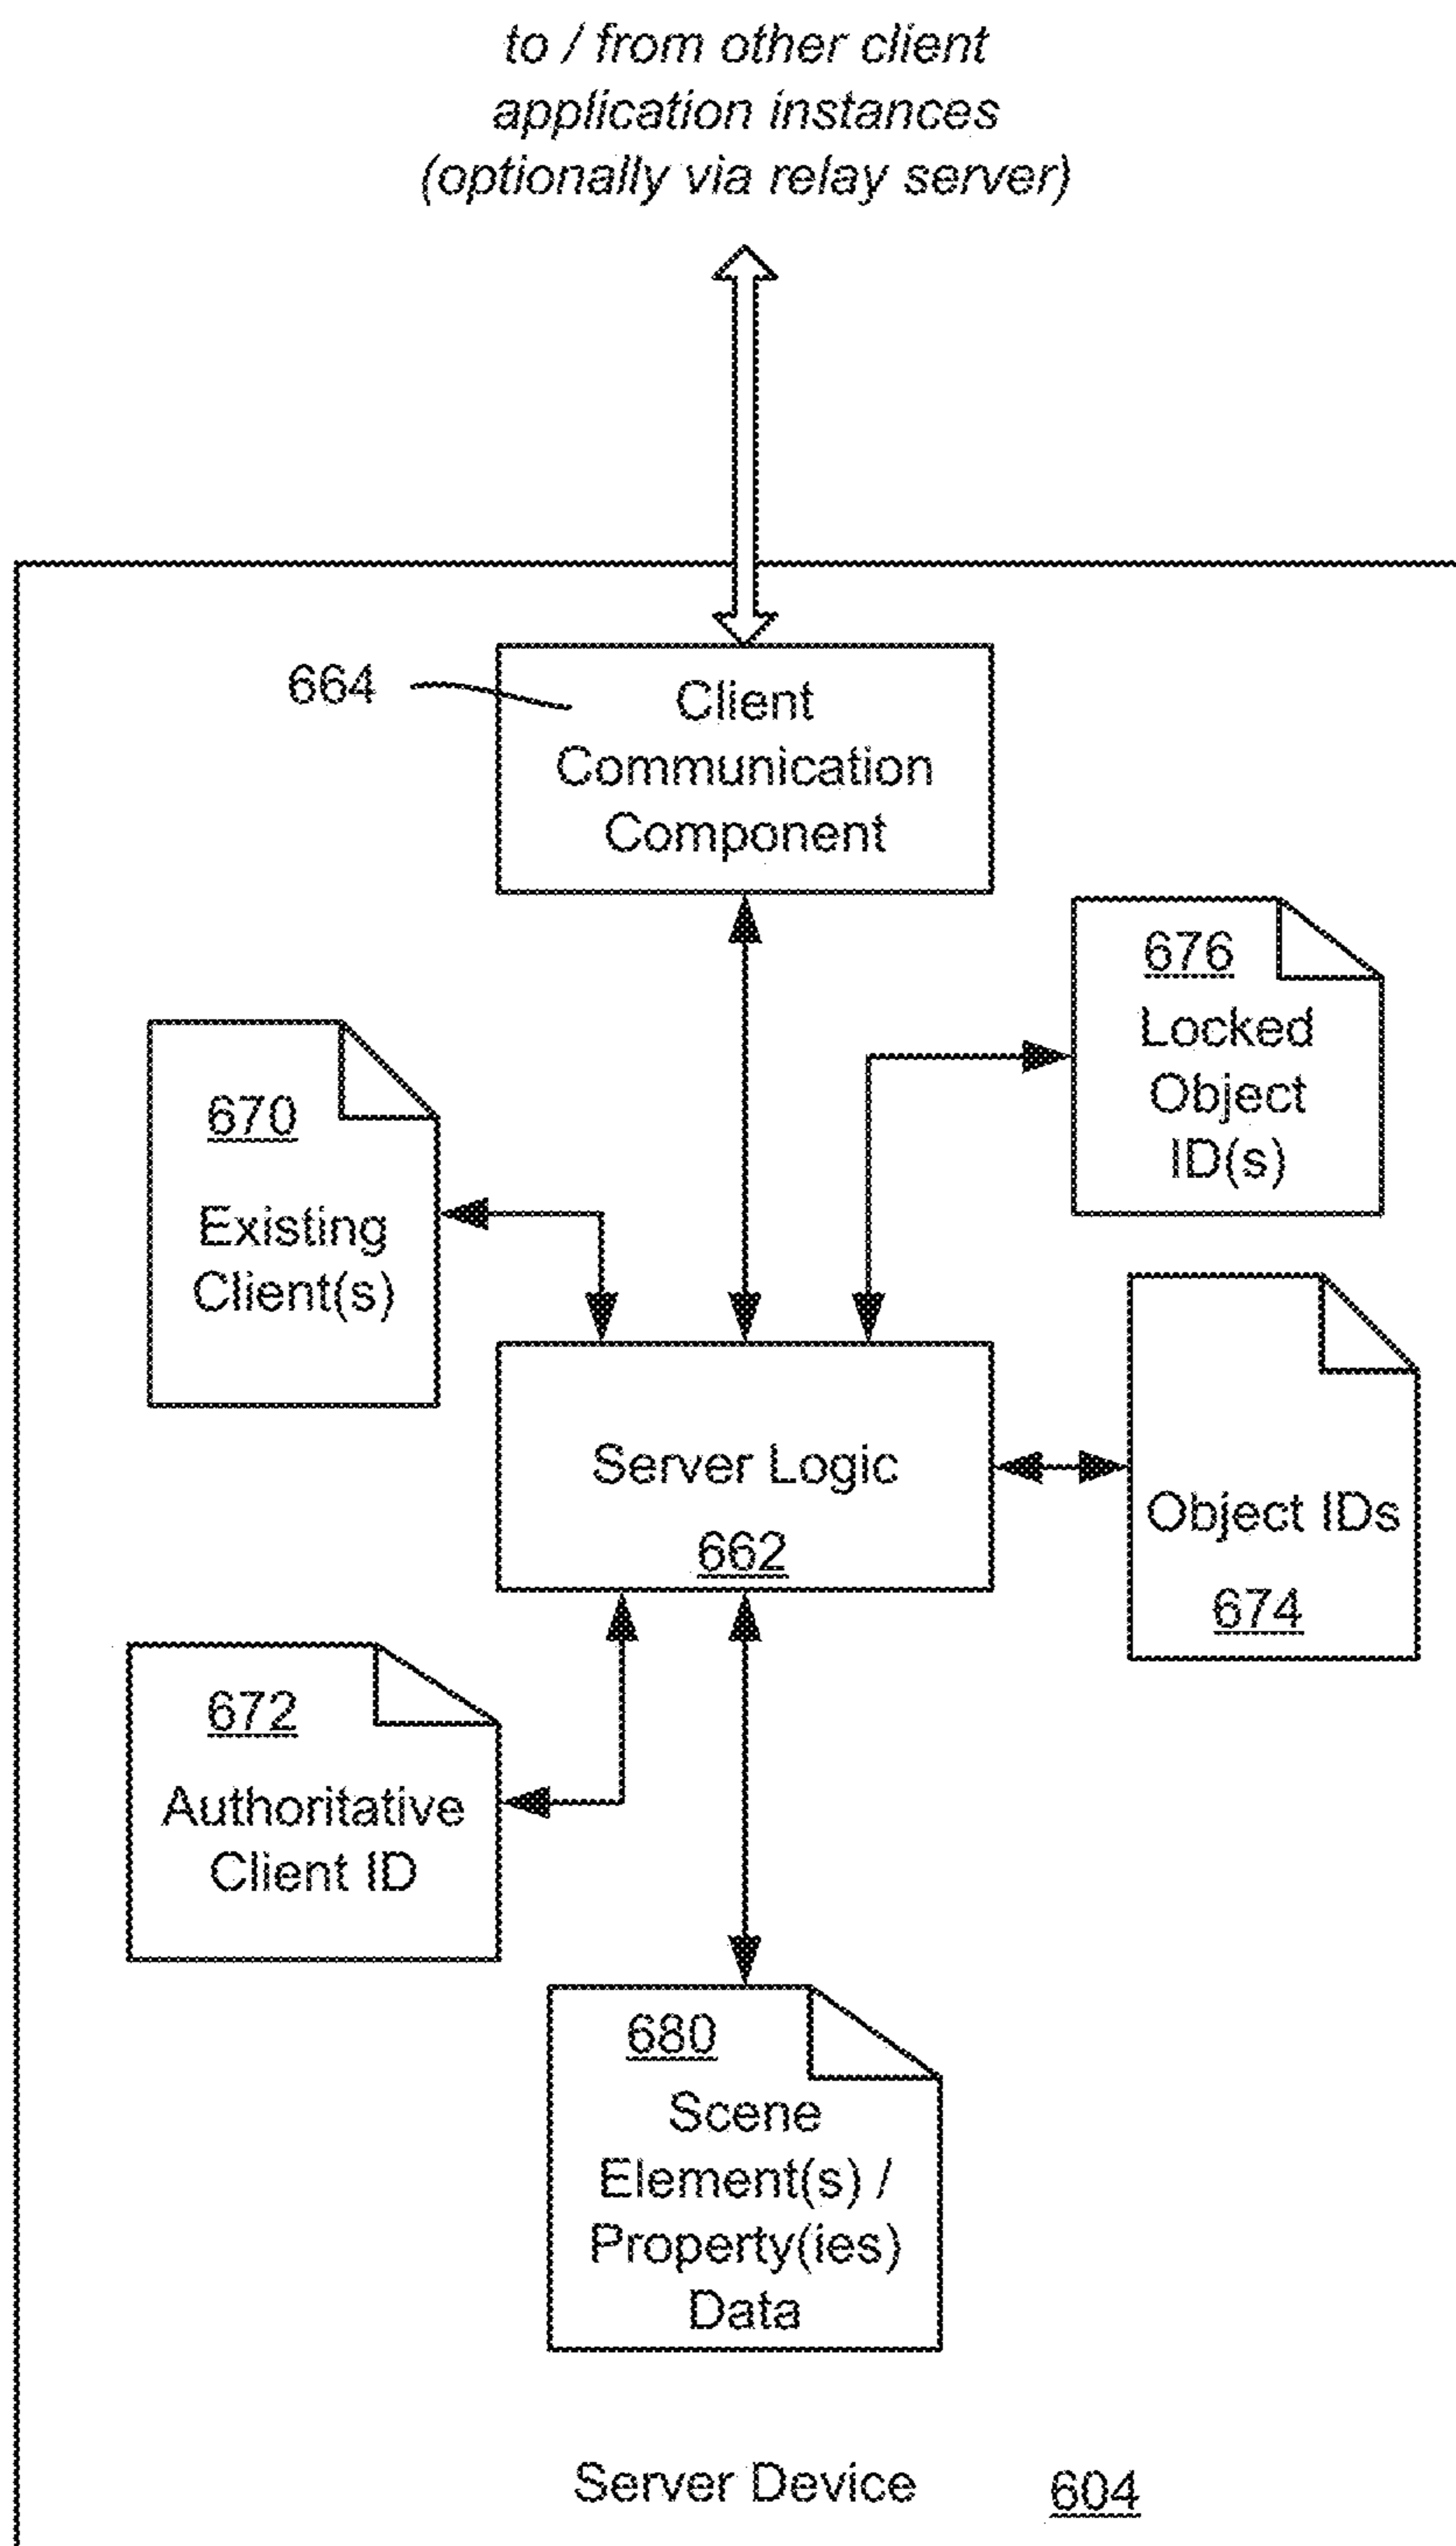 to / from other client
application instances
(optionally via relay server)
664
Client
Communication
Component
676
Locked
Object
ID(s)
670
Existing
Client(s)
Server Logic
662
Object IDs
674
672
Authoritative
Client ID
680
Scene
Element(s) /
Property(ies)
Data
Server Device 604